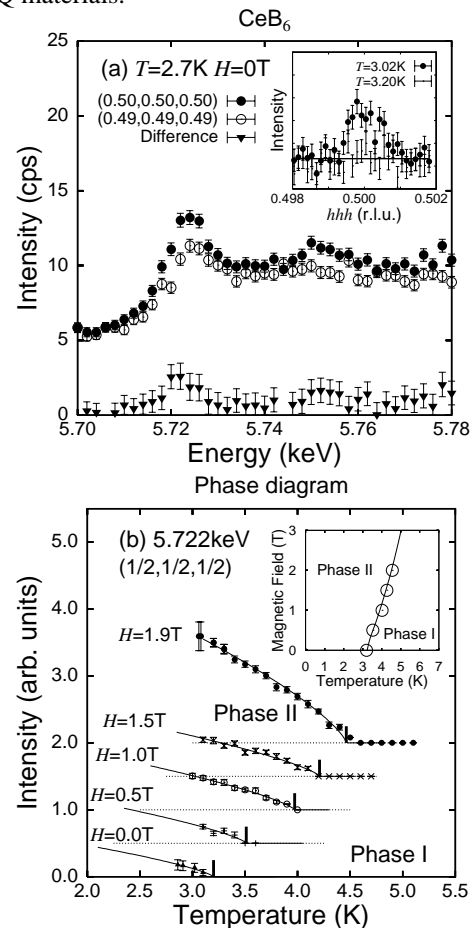 Q materials.
CeB6
(a) T=2.7K H=0T
(0.50,0.50,0.50)
(0.49,0.49,0.49)
Difference
T=3.02K
T=3.20K
Intensity
0.498 0.500 0.502
hhh (r.l.u.)
25
20
15
10
5
0
Intensity (cps)
5.70 5.72 5.74 5.76 5.78
Energy (keV)
Phase diagram
(b) 5.722keV
(1/2,1/2,1/2)
Magnetic Field (T)
3
2
1
0
Phase II
Phase I
0 1 2 3 4 5 6 7
Temperature (K)
5.0
4.0
3.0
2.0
1.0
0.0
Intensity (arb. units)
H=1.9T
Phase II
H=1.5T
H=1.0T
H=0.5T
H=0.0T
Phase I
2.0 2.5 3.0 3.5 4.0 4.5 5.0 5.5
Temperature (K)